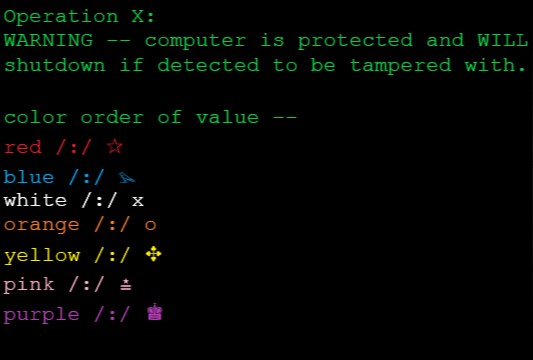 Operation X:
WARNING -- computer is protected and WILL
shutdown if detected to be tampered with.
color order of value --
red /:/ ☆
blue /:/
white /:/ x
orange /:/ o
yellow /:/ ✣
pink /:/ ≛
purple /:/ ♚